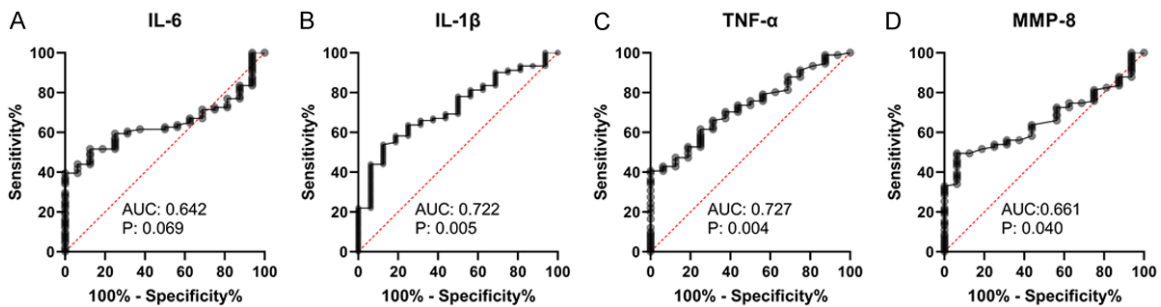 A IL-6
100
80
60
40
20
0
Sensitivity%
AUC: 0.642
P: 0.069
0 20 40 60 80 100
100% - Specificity%
B IL-1β
100
80
60
40
20
0
Sensitivity%
AUC: 0.722
P: 0.005
0 20 40 60 80 100
100% - Specificity%
C TNF-α
100
80
60
40
20
0
Sensitivity%
AUC: 0.727
P: 0.004
0 20 40 60 80 100
100% - Specificity%
D MMP-8
100
80
60
40
20
0
Sensitivity%
AUC:0.661
P: 0.040
0 20 40 60 80 100
100% - Specificity%